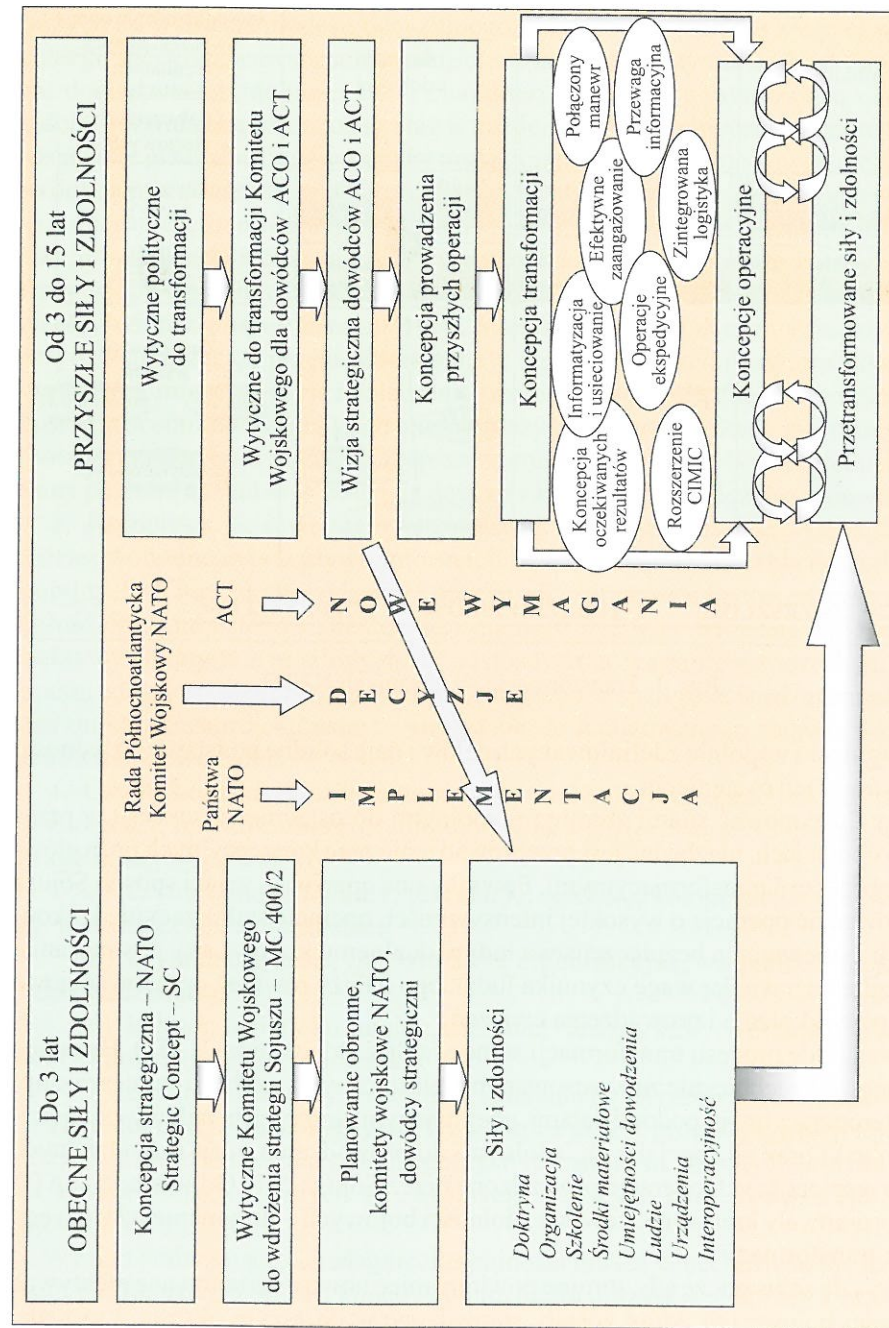 Do 3 lat
OBECNE SIŁY I ZDOLNOŚCI
Koncepcja strategiczna – NATO
Strategic Concept – SC
Wytyczne Komitetu Wojskowego
do wdrożenia strategii Sojuszu – MC 400/2
Planowanie obronne,
komitety wojskowe NATO,
dowódcy strategiczni
Siły i zdolności
Doktryna
Organizacja
Szkolenie
Środki materiałowe
Umiejętności dowodzenia
Ludzie
Urządzenia
Interoperacyjność
Rada Północnoatlantycka
Komitet Wojskowy NATO
Państwa
NATO
ACT
I M P L E M E N T A C J A
D E C Y Z J E
N O W E W Y M A G A N I A
Od 3 do 15 lat
PRZYSZŁE SIŁY I ZDOLNOŚCI
Wytyczne polityczne
do transformacji
Wytyczne do transformacji Komitetu
Wojskowego dla dowódców ACO i ACT
Wizja strategiczna dowódców ACO i ACT
Koncepcja prowadzenia
przyszłych operacji
Koncepcja transformacji
Koncepcja
oczekiwanych
rezultatów
Informatyzacja
i usieciowanie
Efektywne
zaangażowanie
Połączony
manewr
Rozszerzenie
CIMIC
Operacje
ekspedycyjne
Zintegrowana
logistyka
Przewaga
informacyjna
Koncepcje operacyjne
Przetransformowane siły i zdolności